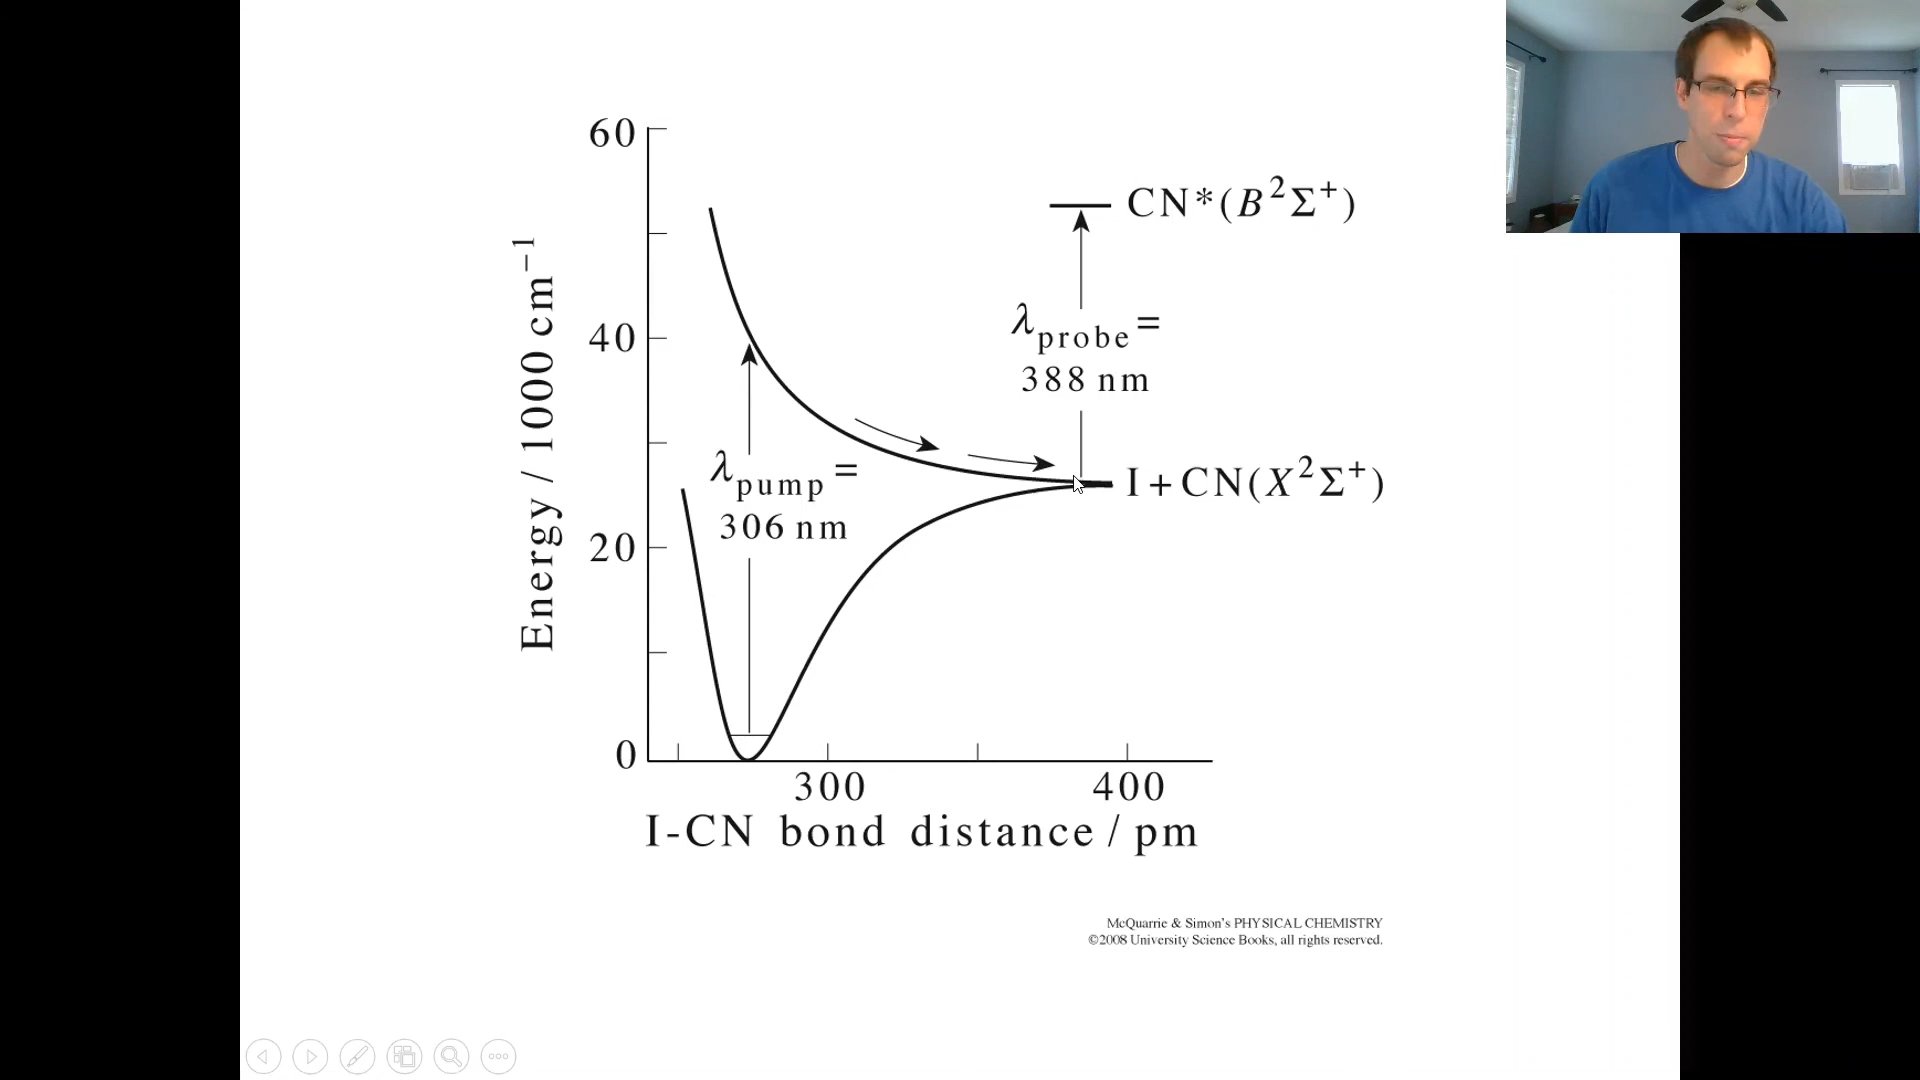 60
CN*(B²Σ⁺)
Energy / 1000 cm⁻¹
λprobe =
388 nm
40
λpump =
306 nm
I + CN(X²Σ⁺)
20
0
300
400
I-CN bond distance / pm
McQuarrie & Simon's PHYSICAL CHEMISTRY
©2008 University Science Books, all rights reserved.